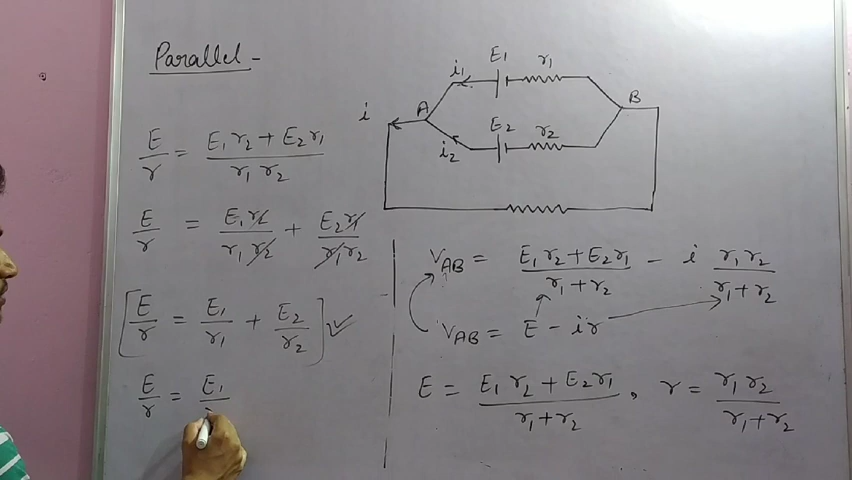 Parallel -
E/r = (E₁r₂ + E₂r₁)/(r₁r₂)
E/r = E₁r₂/(r₁r₂) + E₂r₁/(r₁r₂)
[E/r = E₁/r₁ + E₂/r₂] ✓
E/r = E₁/
E₁ r₁
i₁
i A B
E₂ r₂
i₂
V_AB = (E₁r₂ + E₂r₁)/(r₁ + r₂) - i r₁r₂/(r₁ + r₂)
V_AB = E - ir
E = (E₁r₂ + E₂r₁)/(r₁ + r₂), r = r₁r₂/(r₁ + r₂)